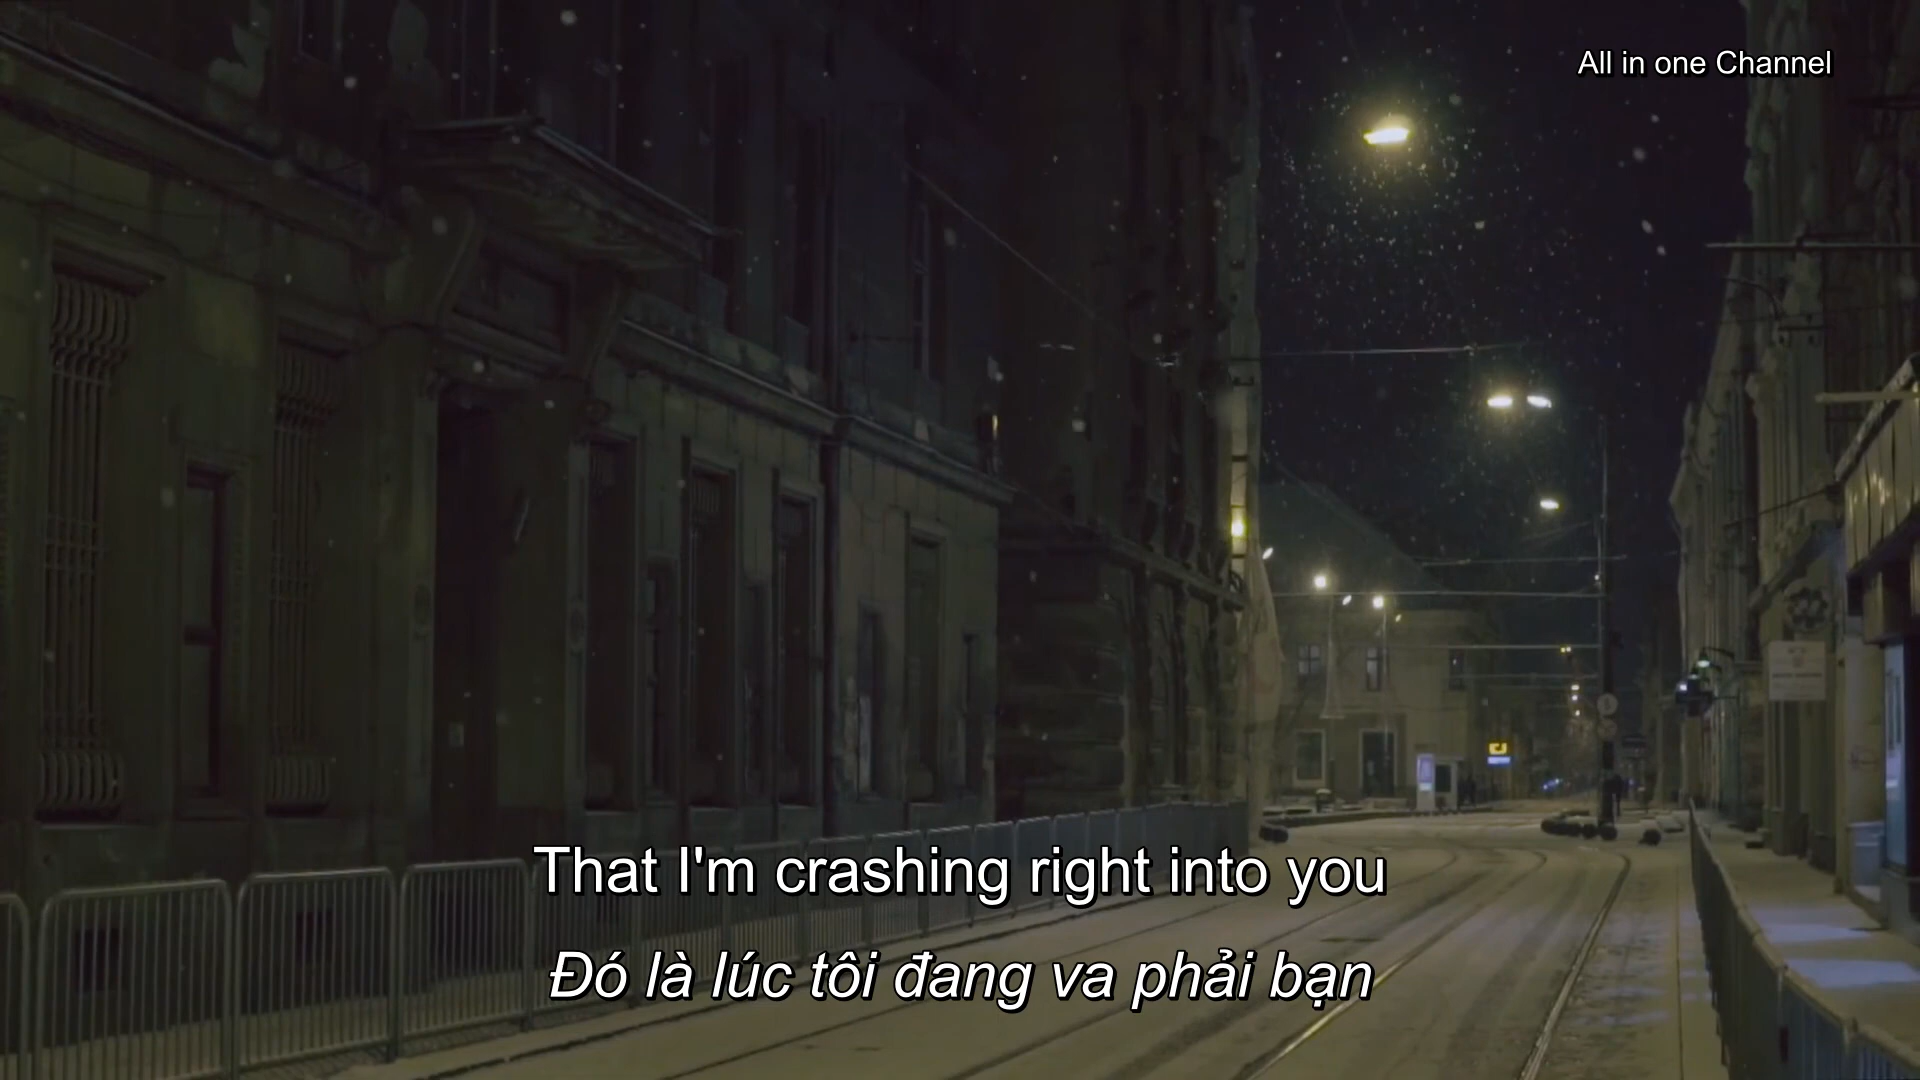 All in one Channel
That I'm crashing right into you
Đó là lúc tôi đang va phải bạn